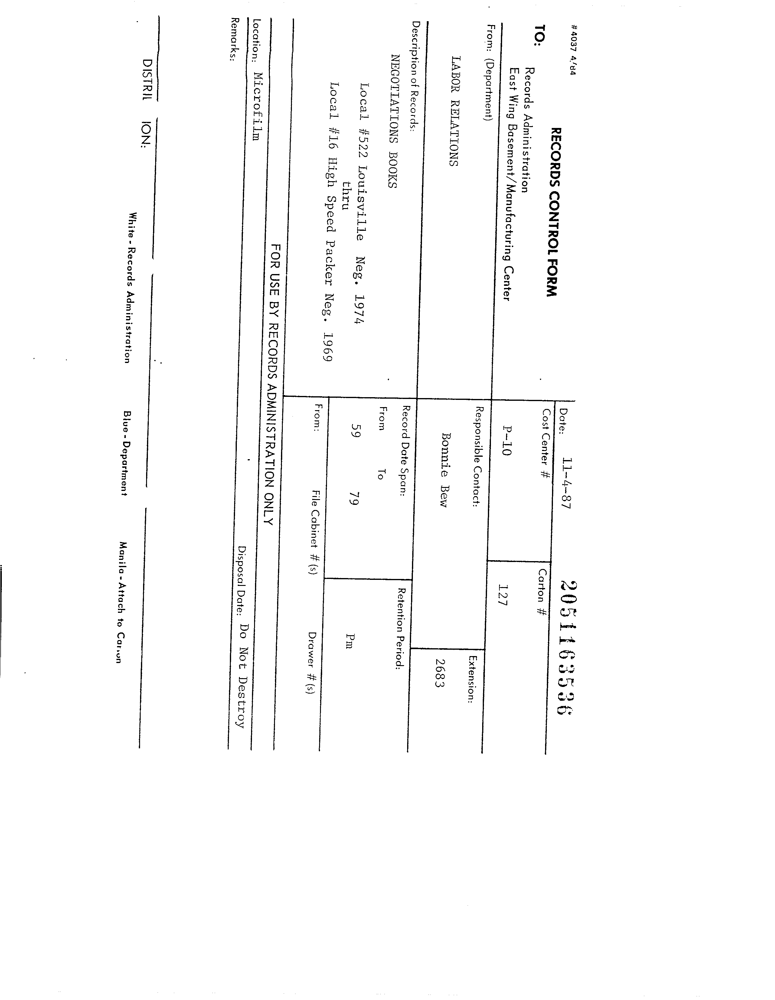 #4037 4/84
RECORDS CONTROL FORM
Date: 11-4-87
2051163536
TO: Records Administration
East Wing Basement/Manufacturing Center
Cost Center #
P-10
Carton #
127
From: (Department)
LABOR RELATIONS
Responsible Contact:
Bonnie Bew
Extension:
2683
Description of Records:
NEGOTIATIONS BOOKS
Local #522 Louisville Neg. 1974
thru
Local #16 High Speed Packer Neg. 1969
Record Date Span:
From To
59 79
Retention Period:
Pm
From: File Cabinet #(s) Drawer #(s)
FOR USE BY RECORDS ADMINISTRATION ONLY
Location: Microfilm
Disposal Date: Do Not Destroy
Remarks:
DISTRIL ION: White - Records Administration Blue - Department Manila - Attach to